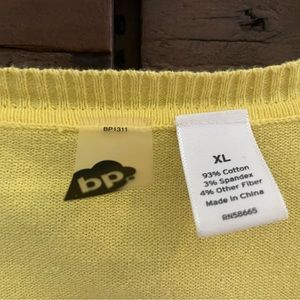 BP1311
bp.
XL
93% Cotton
3% Spandex
4% Other Fiber
Made in China
RN58665